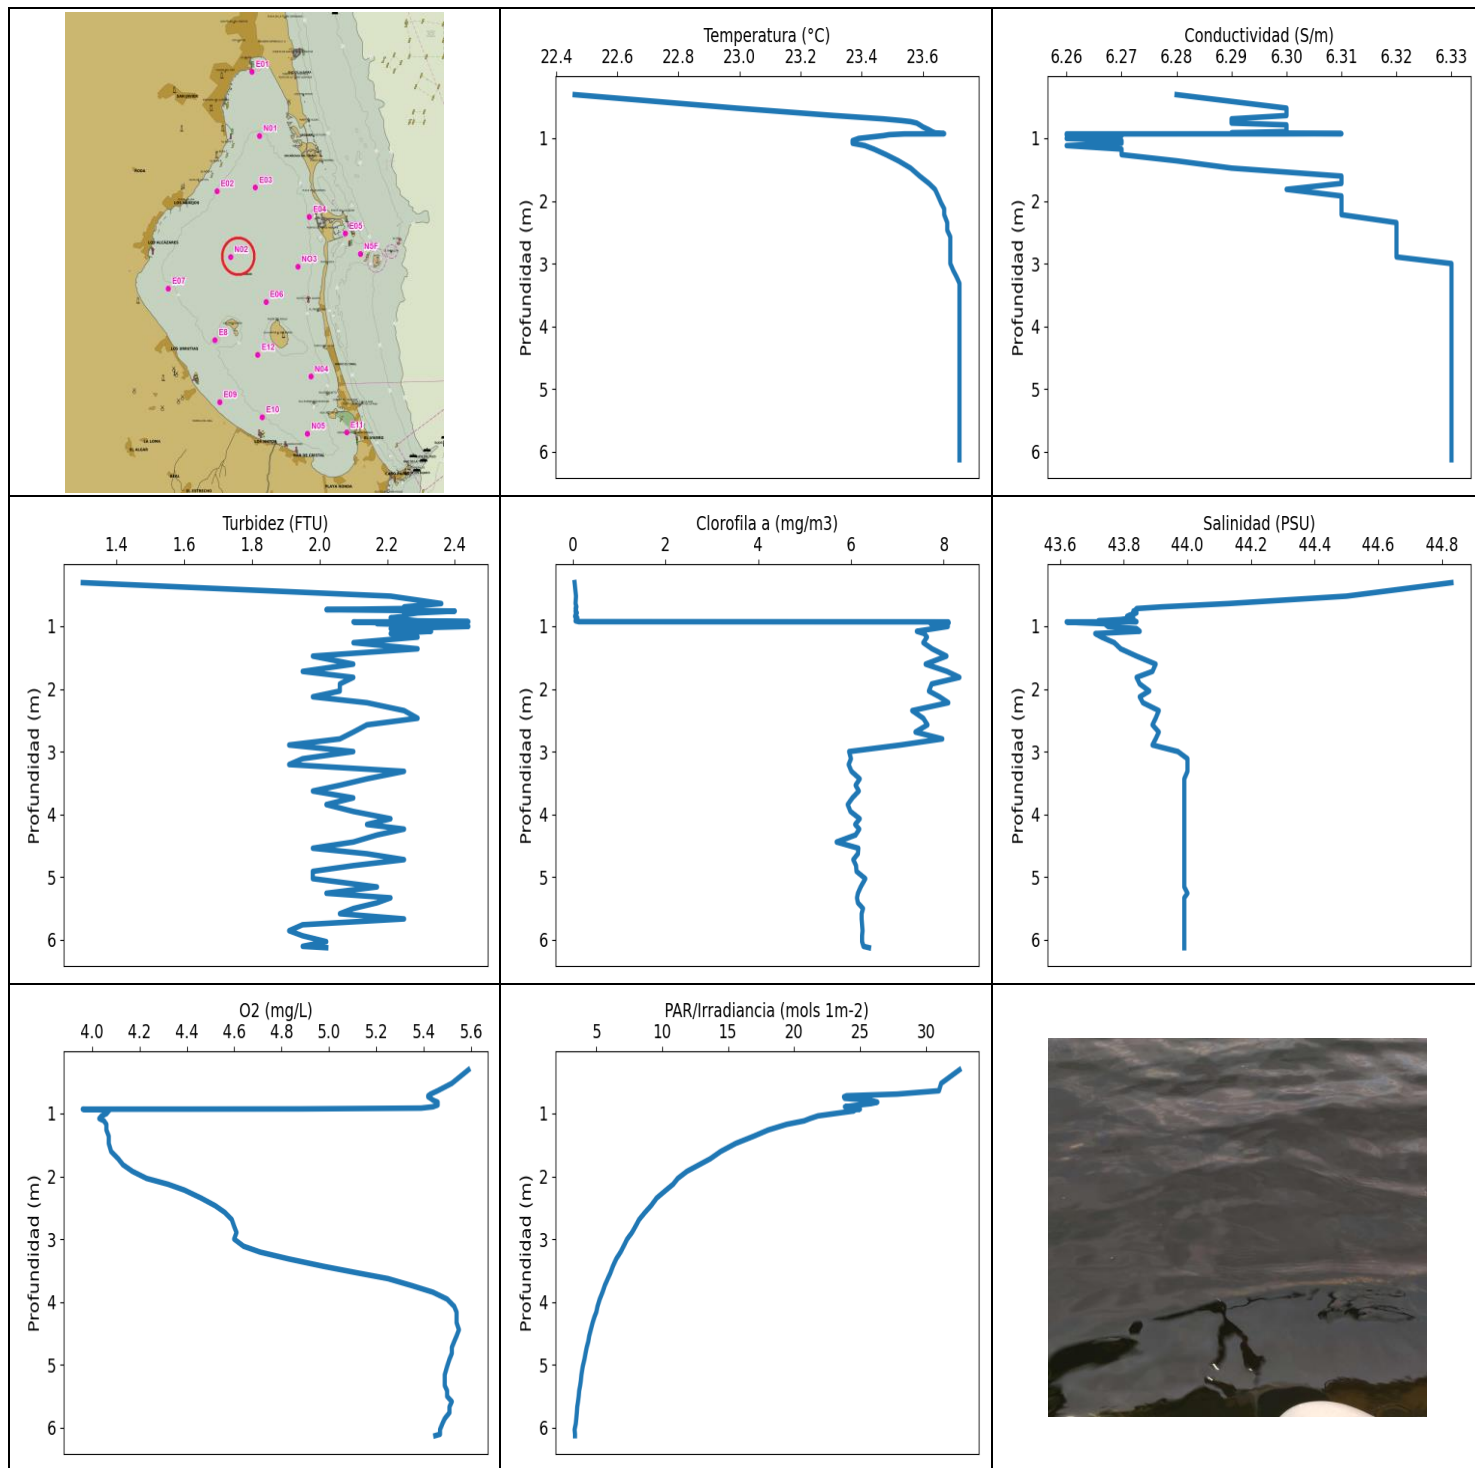 E01
N01
E02
E03
E04
E05
N5F
N02
NO3
E07
E06
E8
E12
N04
E09
E10
N05
E11
LOS ALCAZARES
LOS URRUTIAS
Temperatura (°C)
22.4 22.6 22.8 23.0 23.2 23.4 23.6
Profundidad (m)
1
2
3
4
5
6
Conductividad (S/m)
6.26 6.27 6.28 6.29 6.30 6.31 6.32 6.33
Profundidad (m)
1
2
3
4
5
6
Turbidez (FTU)
1.4 1.6 1.8 2.0 2.2 2.4
Profundidad (m)
1
2
3
4
5
6
Clorofila a (mg/m3)
0 2 4 6 8
Profundidad (m)
1
2
3
4
5
6
Salinidad (PSU)
43.6 43.8 44.0 44.2 44.4 44.6 44.8
Profundidad (m)
1
2
3
4
5
6
O2 (mg/L)
4.0 4.2 4.4 4.6 4.8 5.0 5.2 5.4 5.6
Profundidad (m)
1
2
3
4
5
6
PAR/Irradiancia (mols 1m-2)
5 10 15 20 25 30
Profundidad (m)
1
2
3
4
5
6